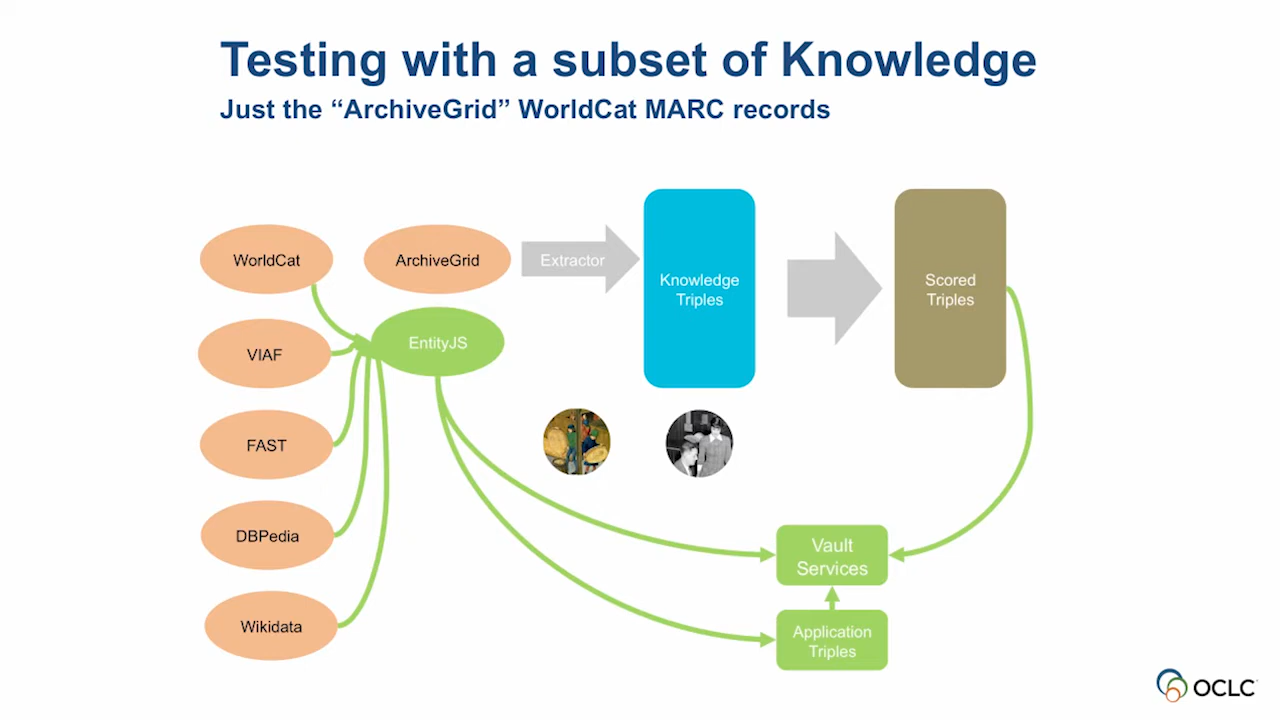 Testing with a subset of Knowledge
Just the “ArchiveGrid” WorldCat MARC records
WorldCat
ArchiveGrid
Extractor
Knowledge
Triples
Scored
Triples
EntityJS
VIAF
FAST
DBPedia
Wikidata
Vault
Services
Application
Triples
OCLC